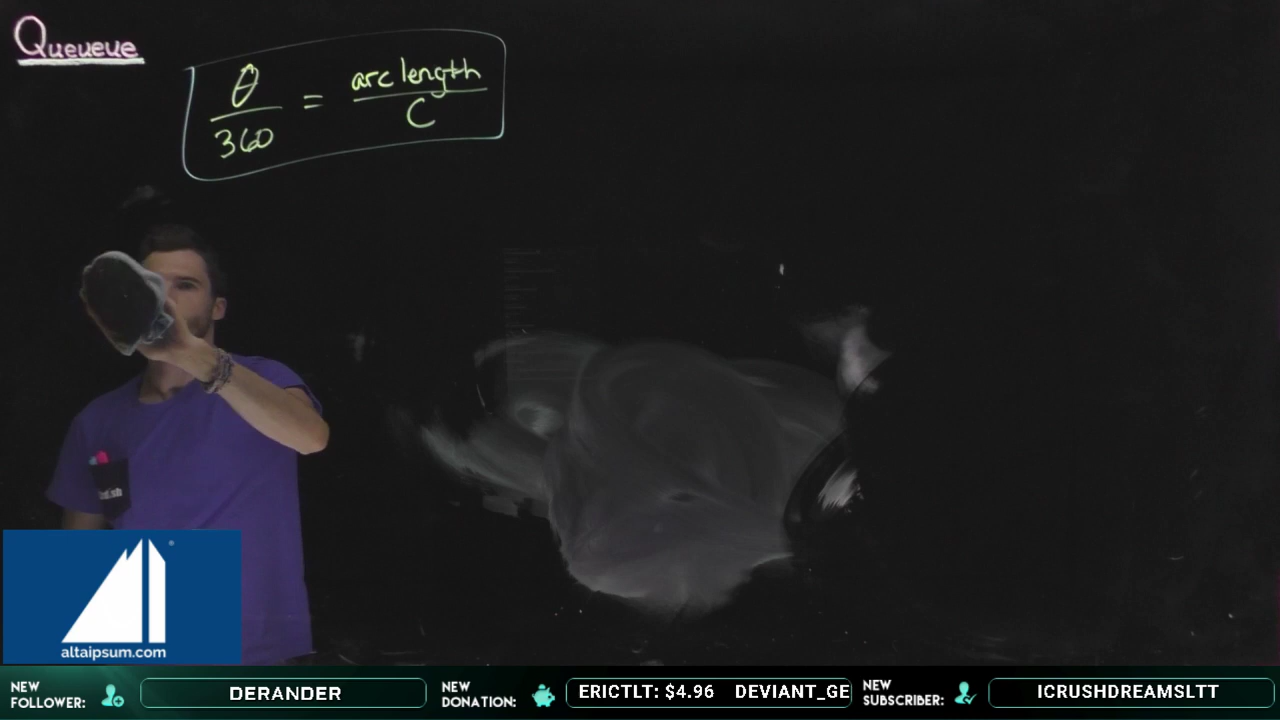 Queueue
θ/360 = arc length/C
altaipsum.com
NEW FOLLOWER:
DERANDER
NEW DONATION:
ERICTLT: $4.96 DEVIANT_GE
NEW SUBSCRIBER:
ICRUSHDREAMSLTT